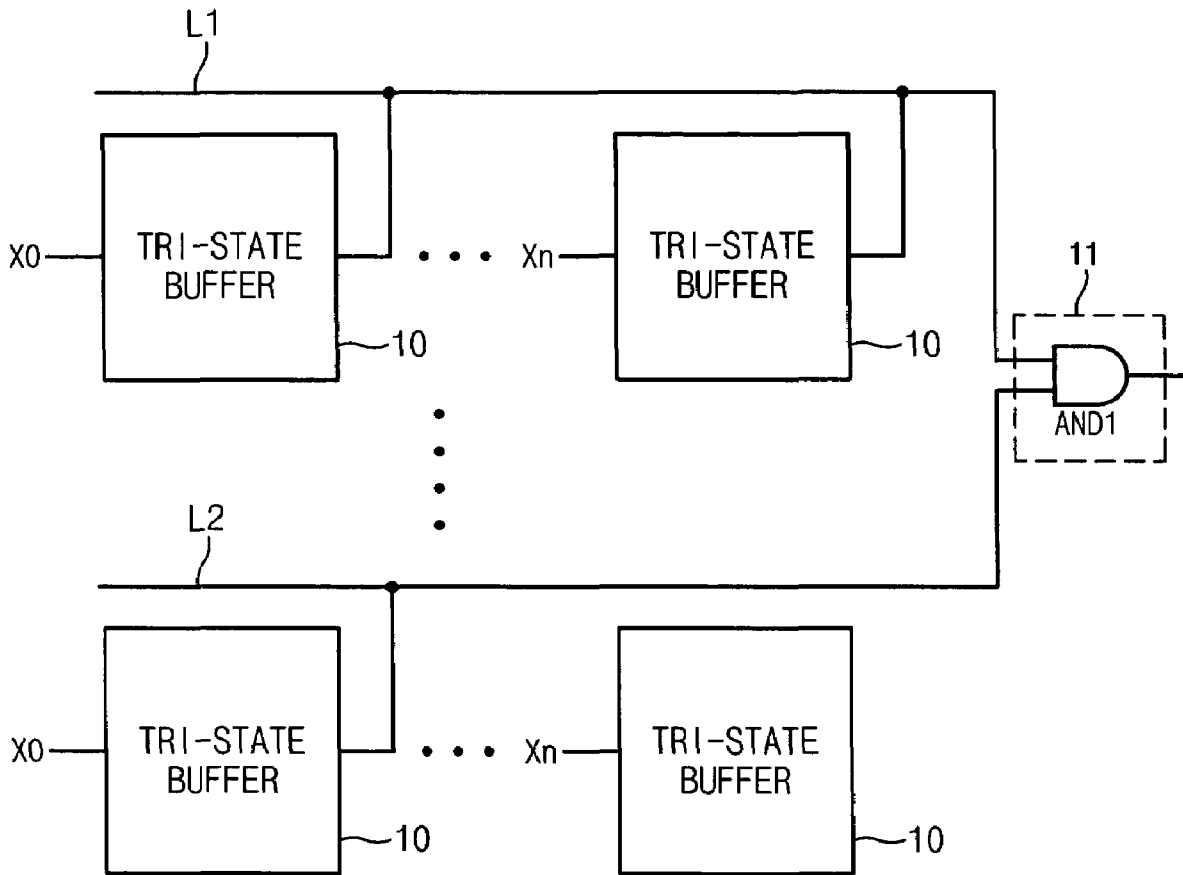 L1
X0
TRI-STATE
BUFFER
10
Xn
TRI-STATE
BUFFER
10
11
AND1
L2
X0
TRI-STATE
BUFFER
10
Xn
TRI-STATE
BUFFER
10